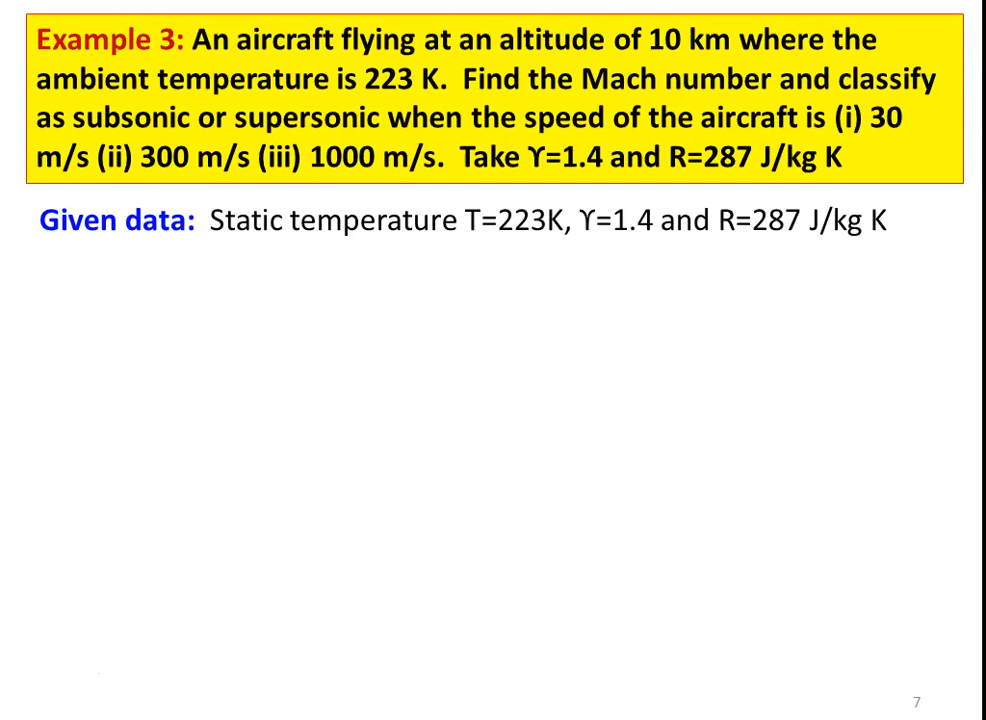 Example 3: An aircraft flying at an altitude of 10 km where the
ambient temperature is 223 K.  Find the Mach number and classify
as subsonic or supersonic when the speed of the aircraft is (i) 30
m/s (ii) 300 m/s (iii) 1000 m/s.  Take ϒ=1.4 and R=287 J/kg K
Given data:  Static temperature T=223K, ϒ=1.4 and R=287 J/kg K
7